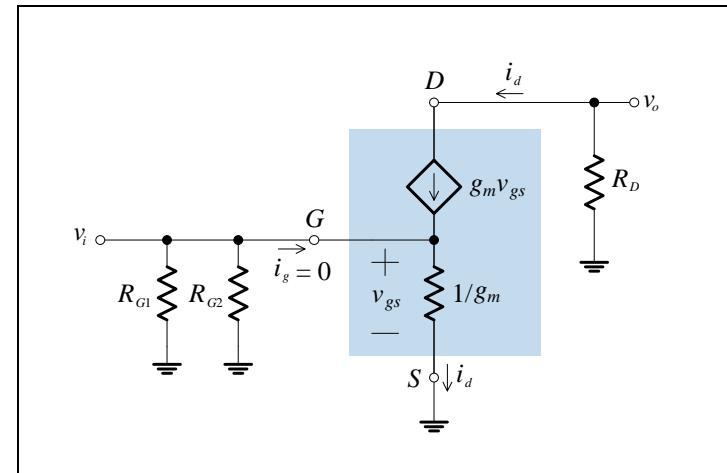 D
i_d
v_o
g_m v_gs
R_D
G
v_i
i_g = 0
+
v_gs
−
1/g_m
R_G1
R_G2
S
i_d